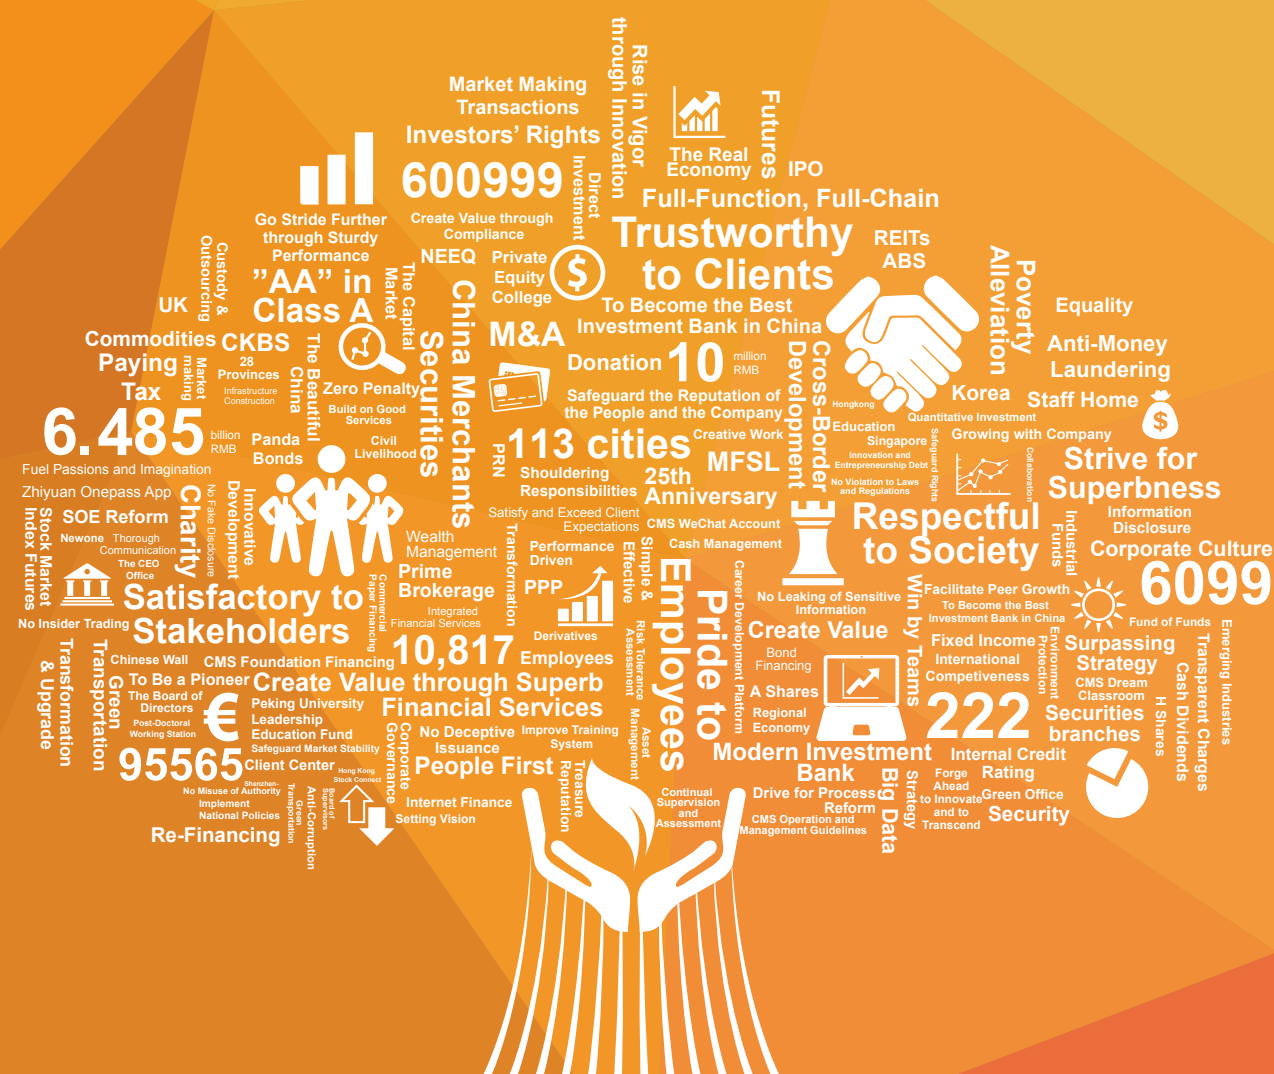 Rise in Vigor
through Innovation
Market Making
Transactions
Investors' Rights
600999
Direct
Investment
The Real
Economy
Futures
IPO
Full-Function, Full-Chain
Go Stride Further
through Sturdy
Performance
Create Value through
Compliance
Trustworthy
to Clients
REITs
ABS
Custody &
Outsourcing
"AA" in
Class A
The Capital
Market
NEEQ
Private
Equity
College
$
Poverty
Alleviation
UK
To Become the Best
Investment Bank in China
Equality
Commodities
CKBS
China Merchants
Securities
M&A
Anti-Money
Laundering
Paying
Tax
Market
making
28
Provinces
Infrastructure
Construction
The Beautiful
China
Zero Penalty
Build on Good
Services
Donation
10
million
RMB
Cross-Border
Development
Korea
Staff Home
$
Safeguard the Reputation of
the People and the Company
Hongkong
Quantitative Investment
6.485
billion
RMB
Panda
Bonds
Civil
Livelihood
PRN
113 cities
Creative Work
MFSL
Education
Singapore
Innovation and
Entrepreneurship Debt
No Violation to Laws
and Regulations
Safeguard Rights
Growing with Company
Collaboration
Strive for
Superbness
Fuel Passions and Imagination
Zhiyuan Onepass App
Shouldering
Responsibilities
25th
Anniversary
Charity
No Fake Disclosure
Innovative
Development
Stock Market
Index Futures
SOE Reform
Newone
Thorough
Communication
The CEO
Office
Satisfy and Exceed Client
Expectations
CMS WeChat Account
Cash Management
Respectful
to Society
Industrial
Funds
Information
Disclosure
Corporate Culture
6099
Wealth
Management
Prime
Brokerage
Integrated
Financial Services
Commercial
Paper Financing
Transformation
Performance
Driven
PPP
Derivatives
Simple &
Effective
Employees
Pride to
Career Development Platform
No Leaking of Sensitive
Information
Win by Teams
Facilitate Peer Growth
To Become the Best
Investment Bank in China
Fund of Funds
Satisfactory to
Stakeholders
No Insider Trading
10,817
Employees
Risk Tolerance
Assessment
Create Value
Bond
Financing
Fixed Income
International
Competiveness
Environment
Protection
Surpassing
Strategy
CMS Dream
Classroom
Transparent Charges
Emerging Industries
Cash Dividends
H Shares
Transformation
& Upgrade
Green
Transportation
Chinese Wall
CMS Foundation Financing
To Be a Pioneer
Create Value through Superb
Financial Services
The Board of
Directors
Post-Doctoral
Working Station
€
Peking University
Leadership
Education Fund
Safeguard Market Stability
A Shares
Regional
Economy
222
Securities
branches
95565
Client Center
Corporate
Governance
No Deceptive
Issuance
Improve Training
System
Asset
Management
Modern Investment
Bank
Internal Credit
Rating
People First
Treasure
Reputation
Shenzhen-
Hong Kong
Stock Connect
No Misuse of Authority
Implement
National Policies
Re-Financing
Green
Transportation
Anti-Corruption
Board of
Supervisors
Internet Finance
Setting Vision
Continual
Supervision
and
Assessment
Drive for Process
Reform
CMS Operation and
Management Guidelines
Big Data
Strategy
Forge
Ahead
to Innovate
and to
Transcend
Green Office
Security